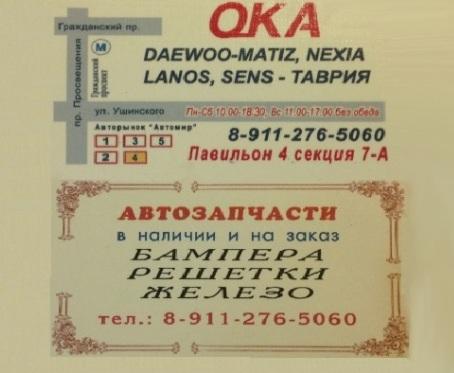 Гражданский пр.
пр. Просвещения
М
Гражданский
проспект
ул. Ушинского
Авторынок "Автомир"
1 3 5
2 4
ОКА
DAEWOO-MATIZ, NEXIA
LANOS, SENS - ТАВРИЯ
Пн-Сб 10.00-18.30, Вс 11.00-17.00 без обеда
8-911-276-5060
Павильон 4 секция 7-А
АВТОЗАПЧАСТИ
в наличии и на заказ
БАМПЕРА
РЕШЕТКИ
ЖЕЛЕЗО
тел.: 8-911-276-5060